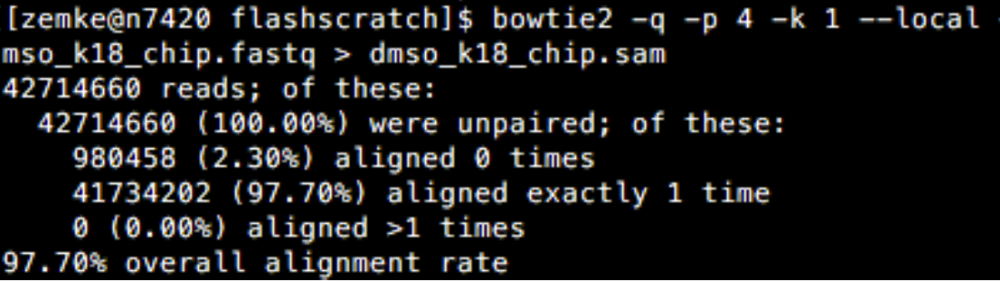 [zemke@n7420 flashscratch]$ bowtie2 -q -p 4 -k 1 --local
mso_k18_chip.fastq > dmso_k18_chip.sam
42714660 reads; of these:
  42714660 (100.00%) were unpaired; of these:
    980458 (2.30%) aligned 0 times
    41734202 (97.70%) aligned exactly 1 time
    0 (0.00%) aligned >1 times
97.70% overall alignment rate